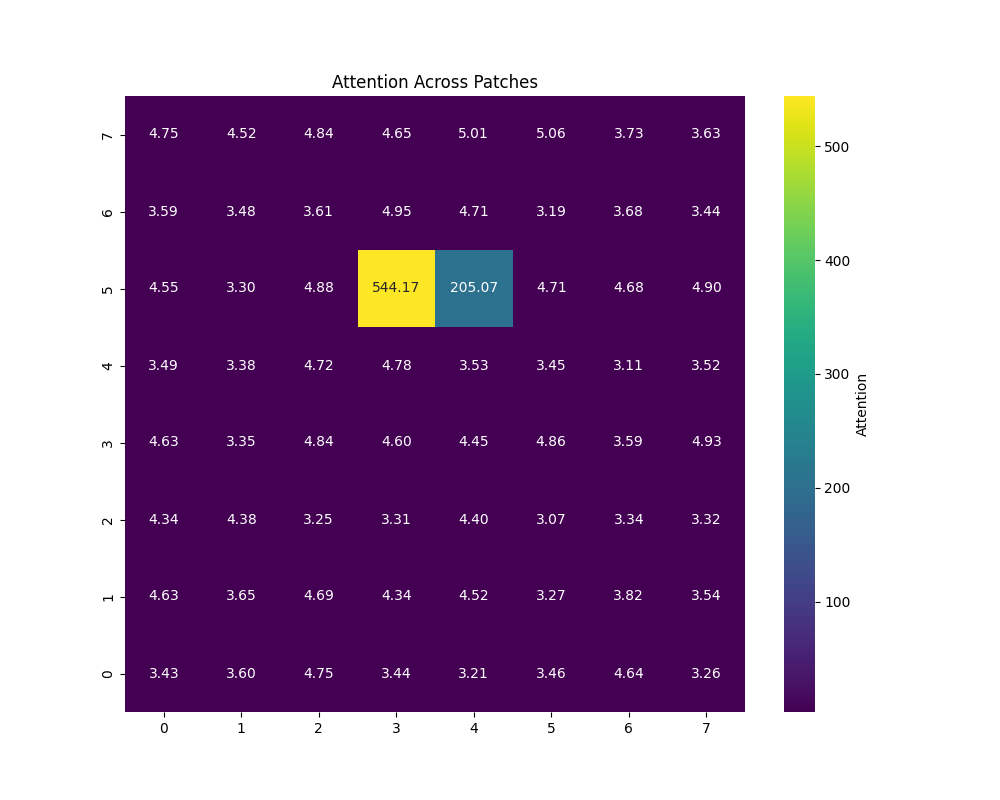 Attention Across Patches
7 4.75 4.52 4.84 4.65 5.01 5.06 3.73 3.63
6 3.59 3.48 3.61 4.95 4.71 3.19 3.68 3.44
5 4.55 3.30 4.88 544.17 205.07 4.71 4.68 4.90
4 3.49 3.38 4.72 4.78 3.53 3.45 3.11 3.52
3 4.63 3.35 4.84 4.60 4.45 4.86 3.59 4.93
2 4.34 4.38 3.25 3.31 4.40 3.07 3.34 3.32
1 4.63 3.65 4.69 4.34 4.52 3.27 3.82 3.54
0 3.43 3.60 4.75 3.44 3.21 3.46 4.64 3.26
0 1 2 3 4 5 6 7
500
400
300
200
100
Attention